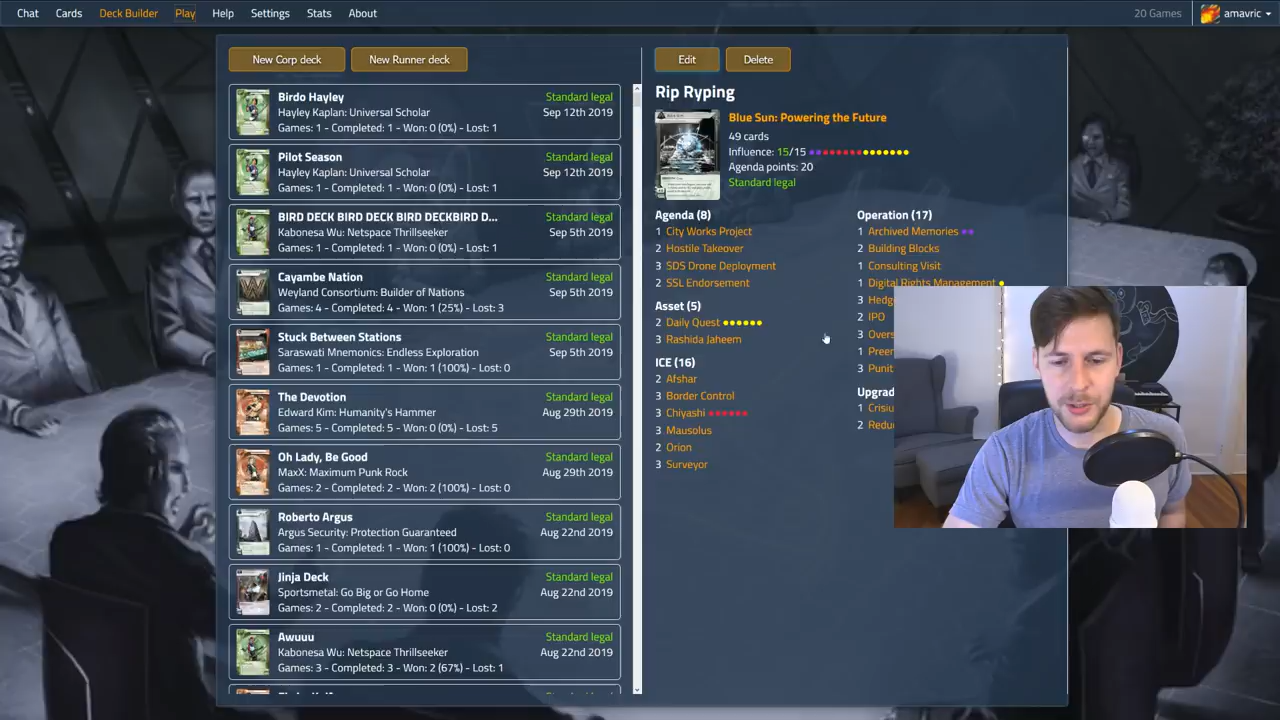 Chat Cards Deck Builder Play Help Settings Stats About 20 Games amavric
New Corp deck New Runner deck
Birdo Hayley Standard legal
Hayley Kaplan: Universal Scholar Sep 12th 2019
Games: 1 - Completed: 1 - Won: 0 (0%) - Lost: 1
Pilot Season Standard legal
Hayley Kaplan: Universal Scholar Sep 12th 2019
Games: 1 - Completed: 1 - Won: 0 (0%) - Lost: 1
BIRD DECK BIRD DECK BIRD DECKBIRD D... Standard legal
Kabonesa Wu: Netspace Thrillseeker Sep 5th 2019
Games: 1 - Completed: 1 - Won: 0 (0%) - Lost: 1
Cayambe Nation Standard legal
Weyland Consortium: Builder of Nations Sep 5th 2019
Games: 4 - Completed: 4 - Won: 1 (25%) - Lost: 3
Stuck Between Stations Standard legal
Saraswati Mnemonics: Endless Exploration Sep 5th 2019
Games: 1 - Completed: 1 - Won: 1 (100%) - Lost: 0
The Devotion Standard legal
Edward Kim: Humanity's Hammer Aug 29th 2019
Games: 5 - Completed: 5 - Won: 0 (0%) - Lost: 5
Oh Lady, Be Good Standard legal
MaxX: Maximum Punk Rock Aug 29th 2019
Games: 2 - Completed: 2 - Won: 2 (100%) - Lost: 0
Roberto Argus Standard legal
Argus Security: Protection Guaranteed Aug 22nd 2019
Games: 1 - Completed: 1 - Won: 1 (100%) - Lost: 0
Jinja Deck Standard legal
Sportsmetal: Go Big or Go Home Aug 22nd 2019
Games: 2 - Completed: 2 - Won: 0 (0%) - Lost: 2
Awuuu Standard legal
Kabonesa Wu: Netspace Thrillseeker Aug 22nd 2019
Games: 3 - Completed: 3 - Won: 2 (67%) - Lost: 1
Edit Delete
Rip Ryping
Blue Sun: Powering the Future
49 cards
Influence: 15/15
Agenda points: 20
Standard legal
Agenda (8)
1 City Works Project
2 Hostile Takeover
3 SDS Drone Deployment
2 SSL Endorsement
Asset (5)
2 Daily Quest
3 Rashida Jaheem
ICE (16)
2 Afshar
3 Border Control
3 Chiyashi
3 Mausolus
2 Orion
3 Surveyor
Operation (17)
1 Archived Memories
2 Building Blocks
1 Consulting Visit
1 Digital Rights Management
3 Hedg
2 IPO
3 Overs
1 Preen
3 Punit
Upgrad
1 Crisiu
2 Redu